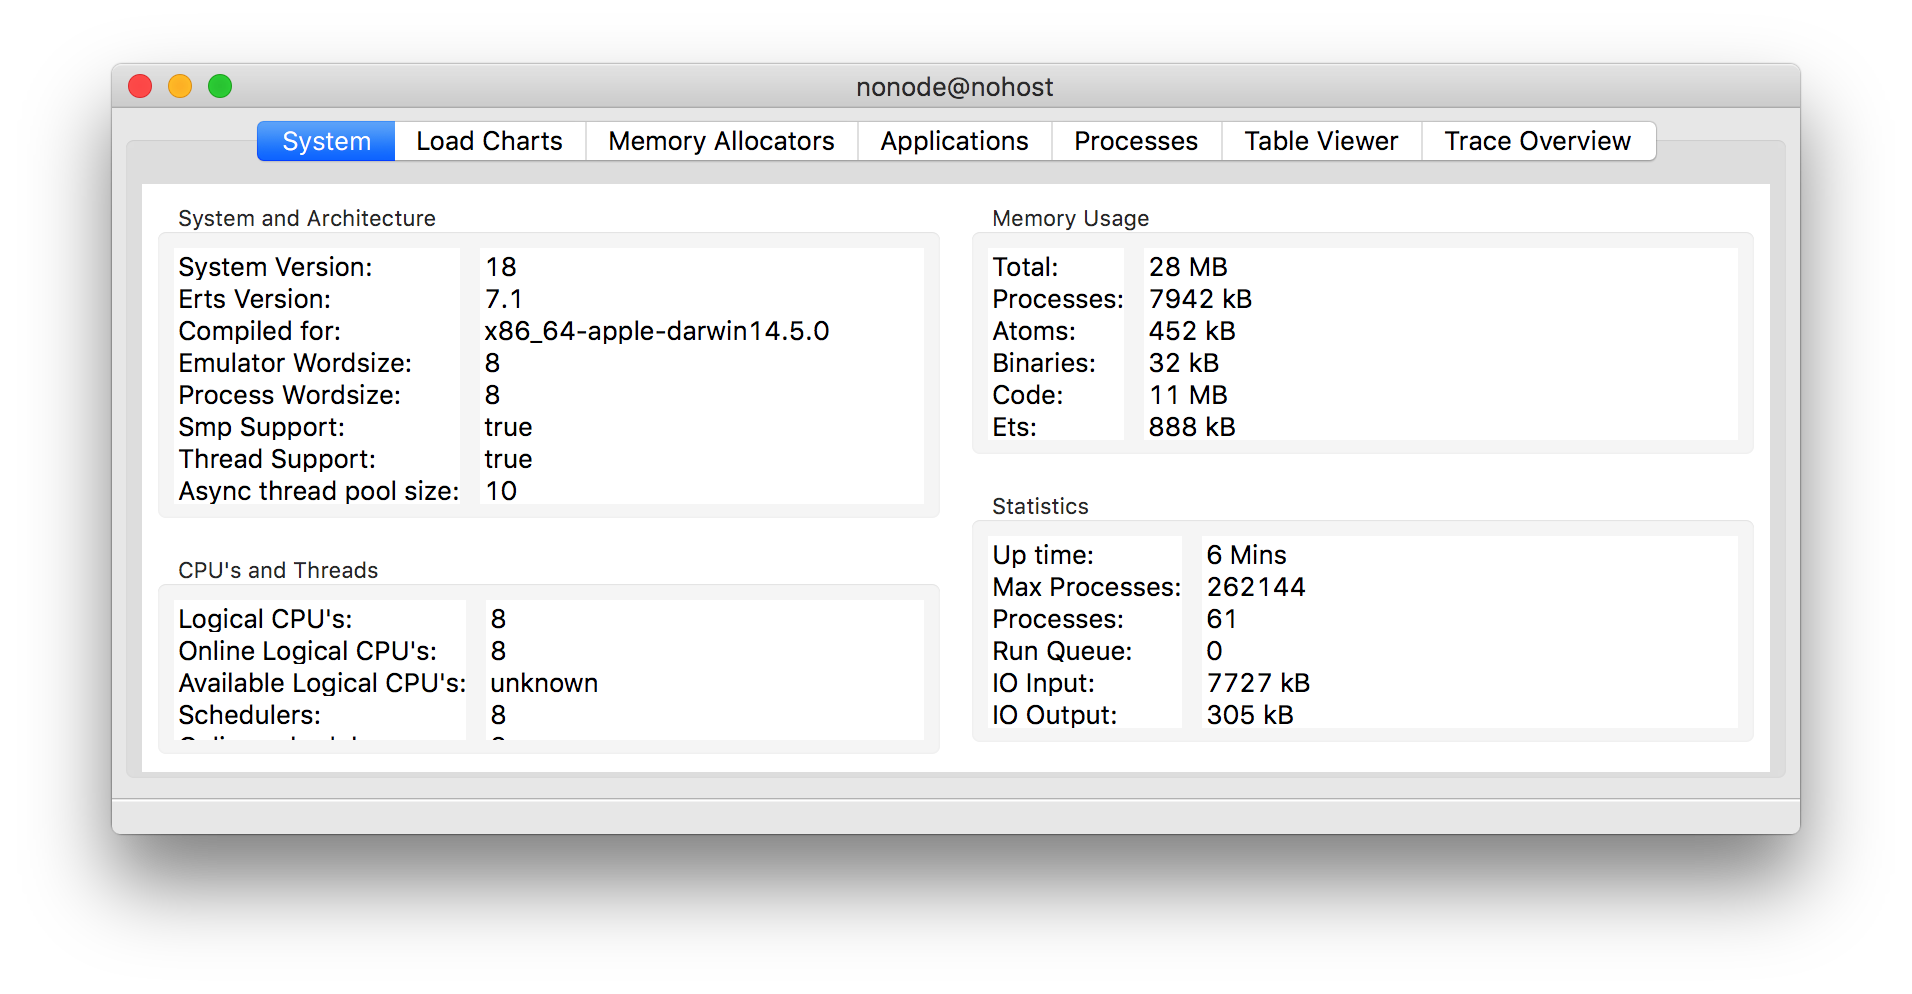 nonode@nohost
System Load Charts Memory Allocators Applications Processes Table Viewer Trace Overview
System and Architecture
System Version: 18
Erts Version: 7.1
Compiled for: x86_64-apple-darwin14.5.0
Emulator Wordsize: 8
Process Wordsize: 8
Smp Support: true
Thread Support: true
Async thread pool size: 10
CPU's and Threads
Logical CPU's: 8
Online Logical CPU's: 8
Available Logical CPU's: unknown
Schedulers: 8
Memory Usage
Total: 28 MB
Processes: 7942 kB
Atoms: 452 kB
Binaries: 32 kB
Code: 11 MB
Ets: 888 kB
Statistics
Up time: 6 Mins
Max Processes: 262144
Processes: 61
Run Queue: 0
IO Input: 7727 kB
IO Output: 305 kB